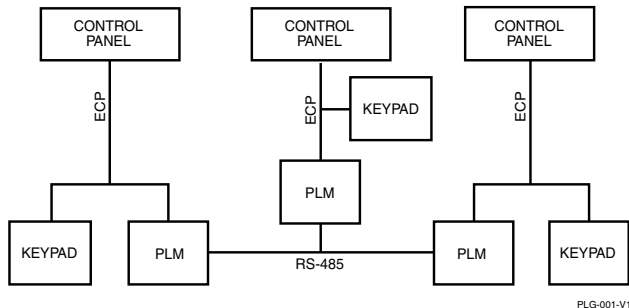 CONTROL
PANEL
CONTROL
PANEL
CONTROL
PANEL
ECP
ECP
ECP
KEYPAD
PLM
KEYPAD
PLM
RS-485
PLM
KEYPAD
PLG-001-V1